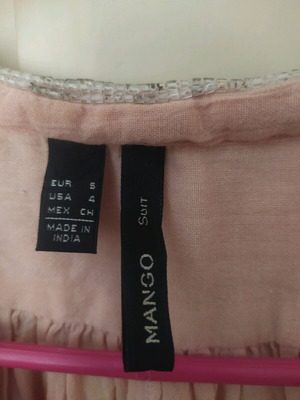 EUR S
USA 4
MEX CH
MADE IN
INDIA
MANGO SUIT